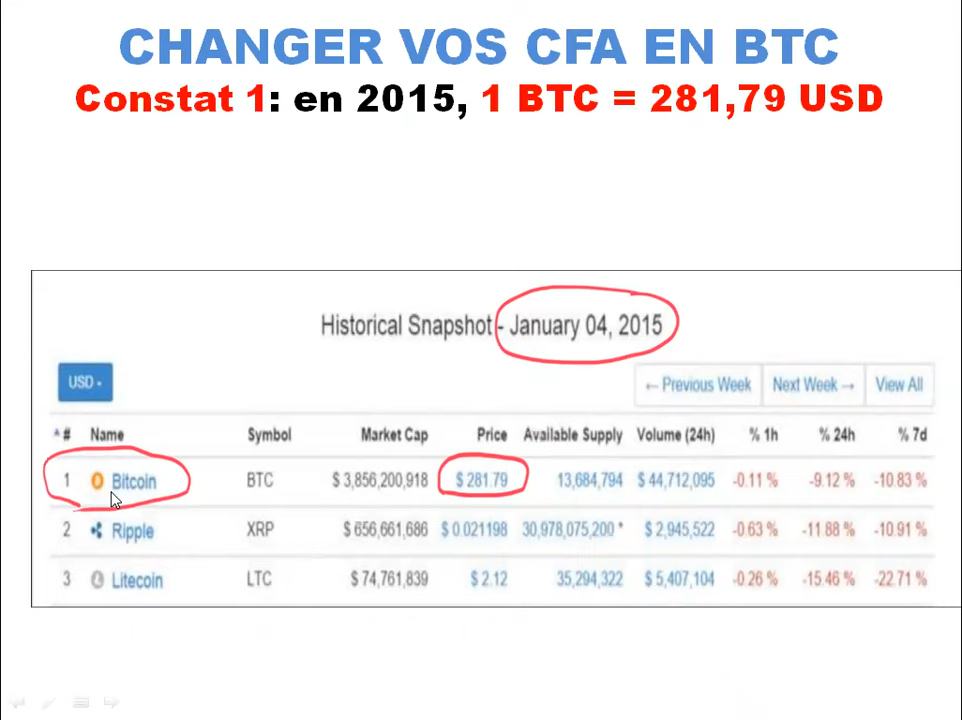 CHANGER VOS CFA EN BTC
Constat 1: en 2015, 1 BTC = 281,79 USD
Historical Snapshot - January 04, 2015
USD
← Previous Week Next Week → View All
# Name Symbol Market Cap Price Available Supply Volume (24h) % 1h % 24h % 7d
1 Bitcoin BTC $ 3,856,200,918 $ 281.79 13,684,794 $ 44,712,095 -0.11 % -9.12 % -10.83 %
2 Ripple XRP $ 656,661,686 $ 0.021198 30,978,075,200 * $ 2,945,522 -0.63 % -11.88 % -10.91 %
3 Litecoin LTC $ 74,761,839 $ 2.12 35,294,322 $ 5,407,104 -0.26 % -15.46 % -22.71 %